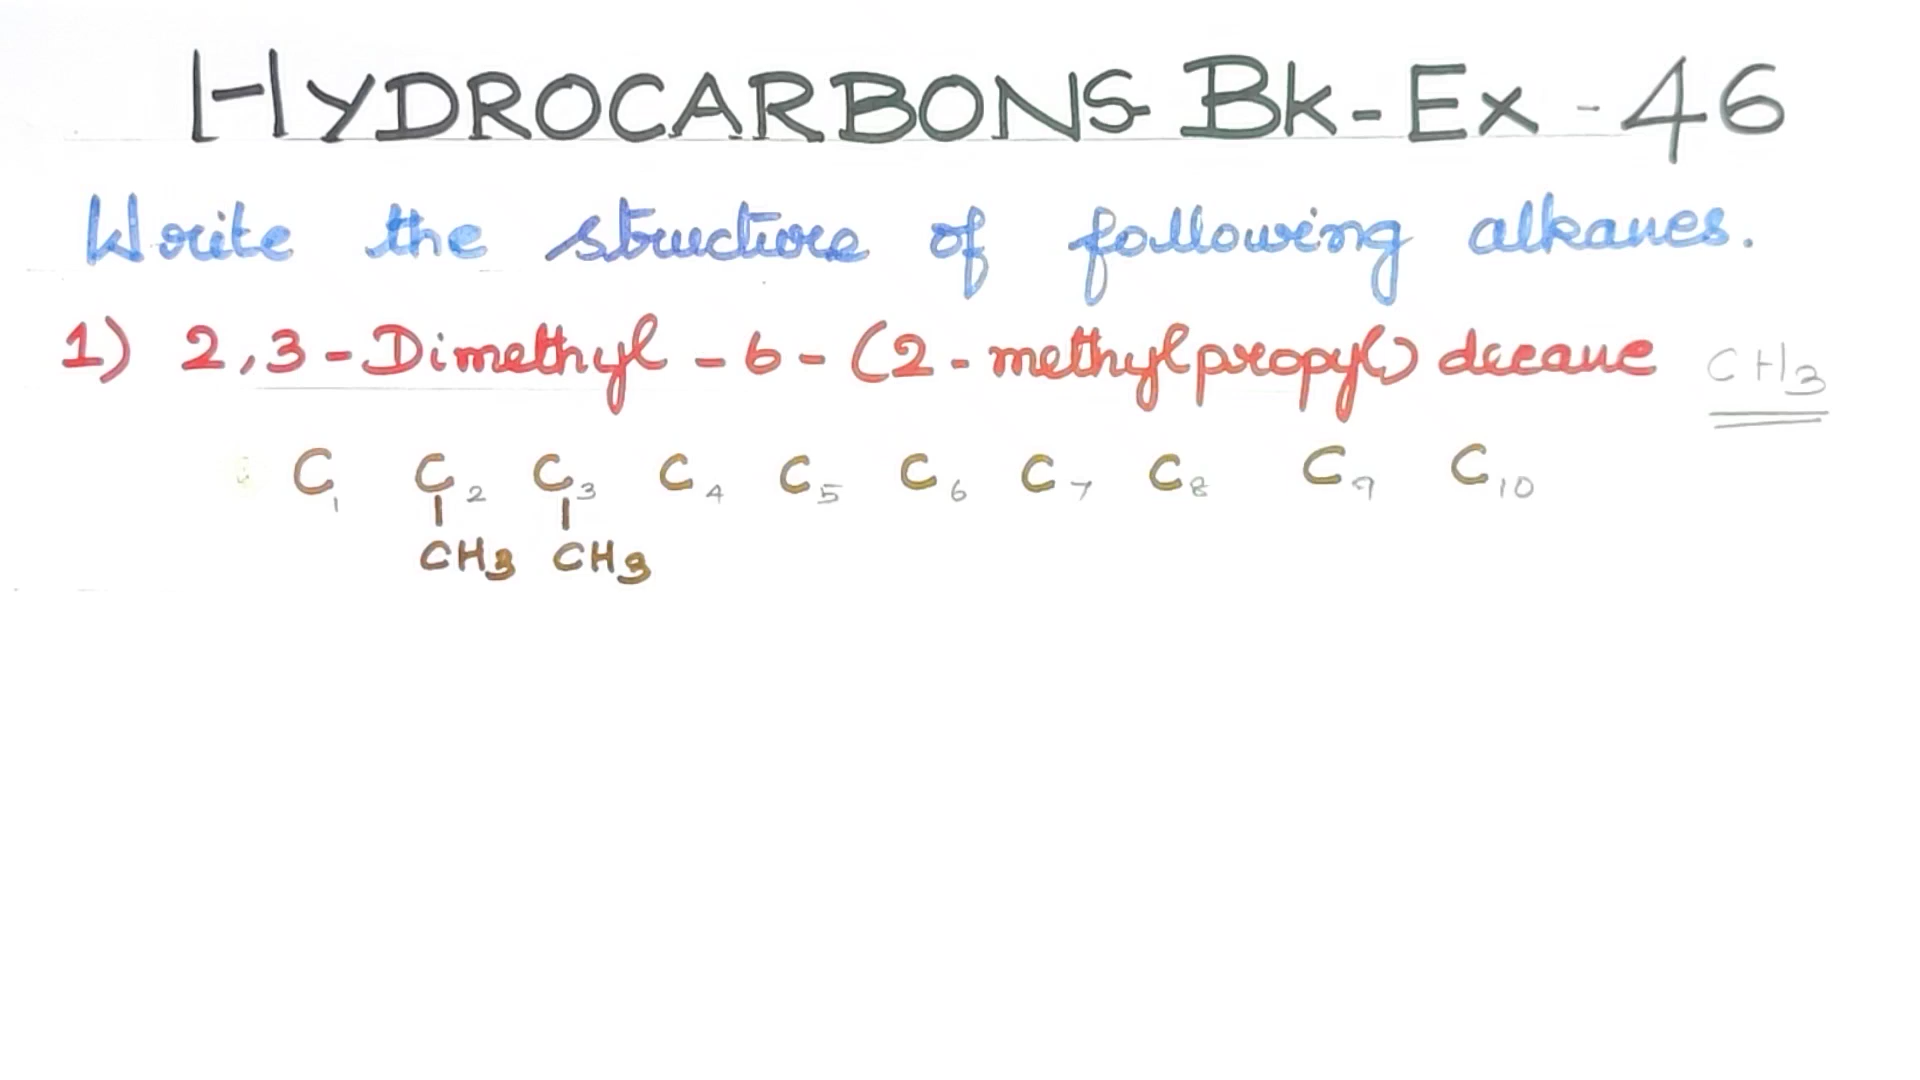 HYDROCARBONS Bk-Ex-46
Write the structure of following alkanes.
1) 2,3-Dimethyl-6-(2-methylpropyl) decane CH3
C1 C2 C3 C4 C5 C6 C7 C8 C9 C10
CH3 CH3